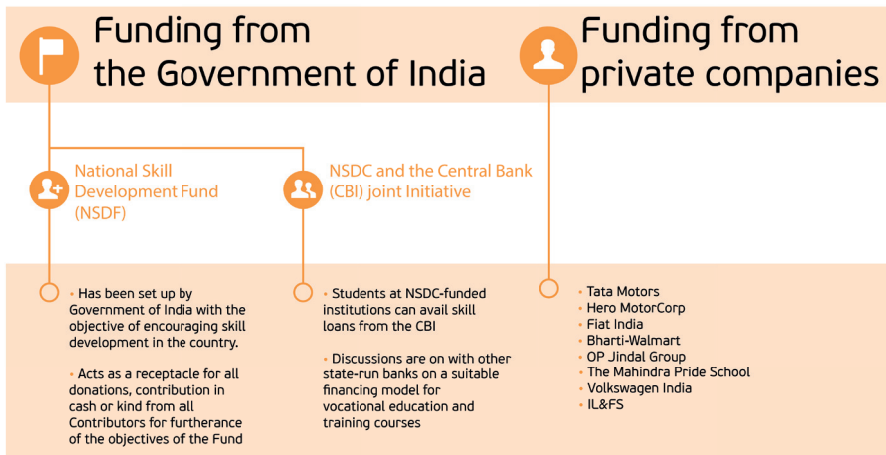 Funding from
the Government of India
Funding from
private companies
National Skill
Development Fund
(NSDF)
NSDC and the Central Bank
(CBI) joint Initiative
• Has been set up by
Government of India with the
objective of encouraging skill
development in the country.
• Acts as a receptacle for all
donations, contribution in
cash or kind from all
Contributors for furtherance
of the objectives of the Fund
• Students at NSDC-funded
institutions can avail skill
loans from the CBI
• Discussions are on with other
state-run banks on a suitable
financing model for
vocational education and
training courses
• Tata Motors
• Hero MotorCorp
• Fiat India
• Bharti-Walmart
• OP Jindal Group
• The Mahindra Pride School
• Volkswagen India
• IL&FS